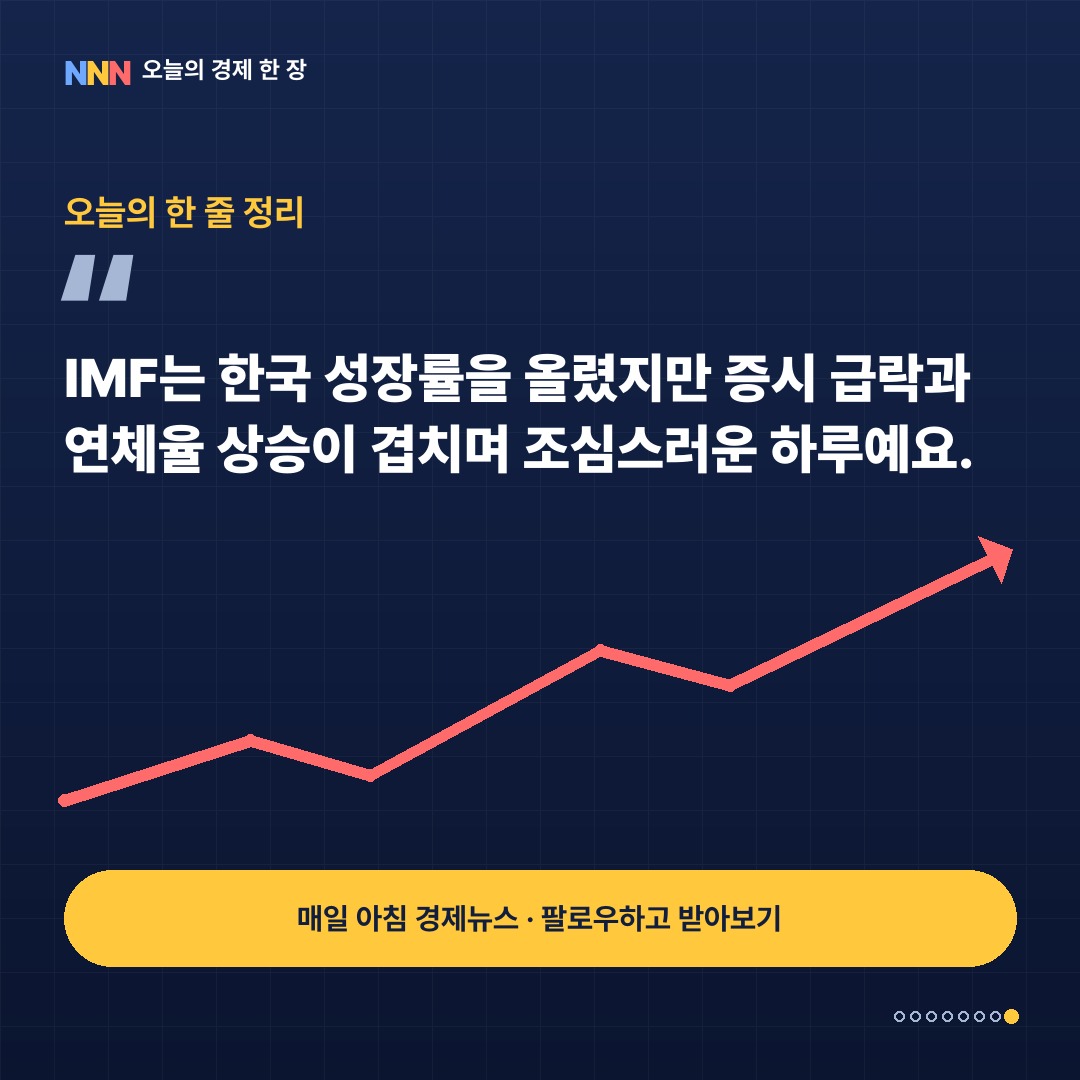 NNN 오늘의 경제 한 장
오늘의 한 줄 정리
"
IMF는 한국 성장률을 올렸지만 증시 급락과
연체율 상승이 겹치며 조심스러운 하루예요.
매일 아침 경제뉴스 · 팔로우하고 받아보기